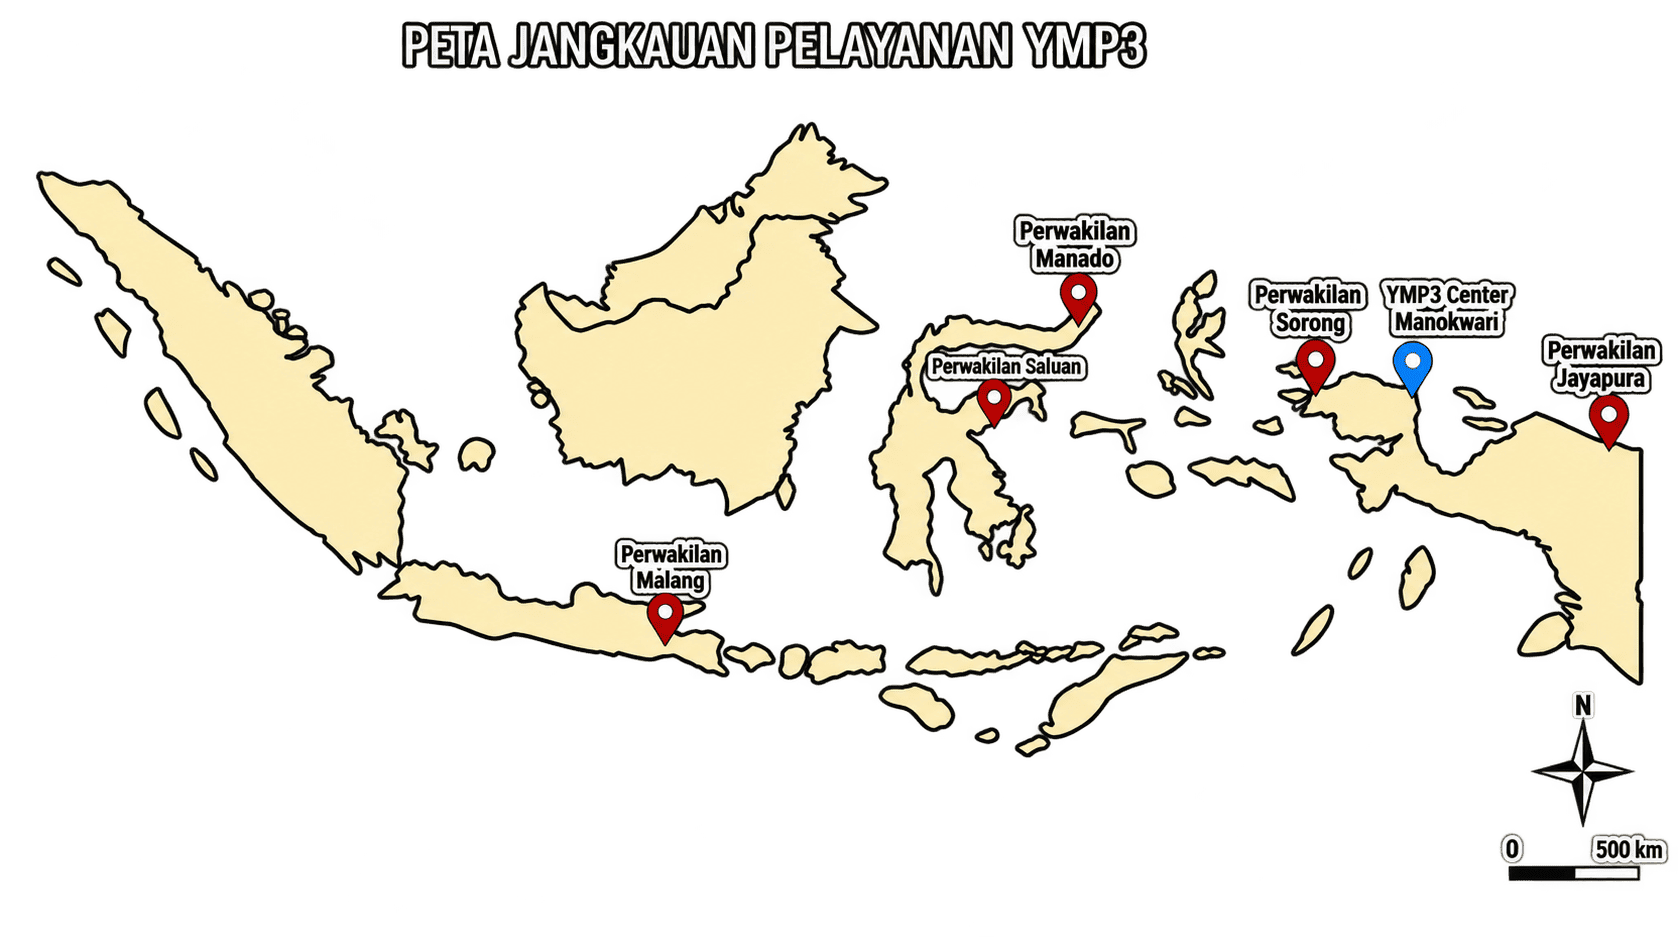 PETA JANGKAUAN PELAYANAN YMP3
Perwakilan
Manado
Perwakilan
Sorong
YMP3 Center
Manokwari
Perwakilan
Jayapura
Perwakilan Saluan
Perwakilan
Malang
N
0
500 km